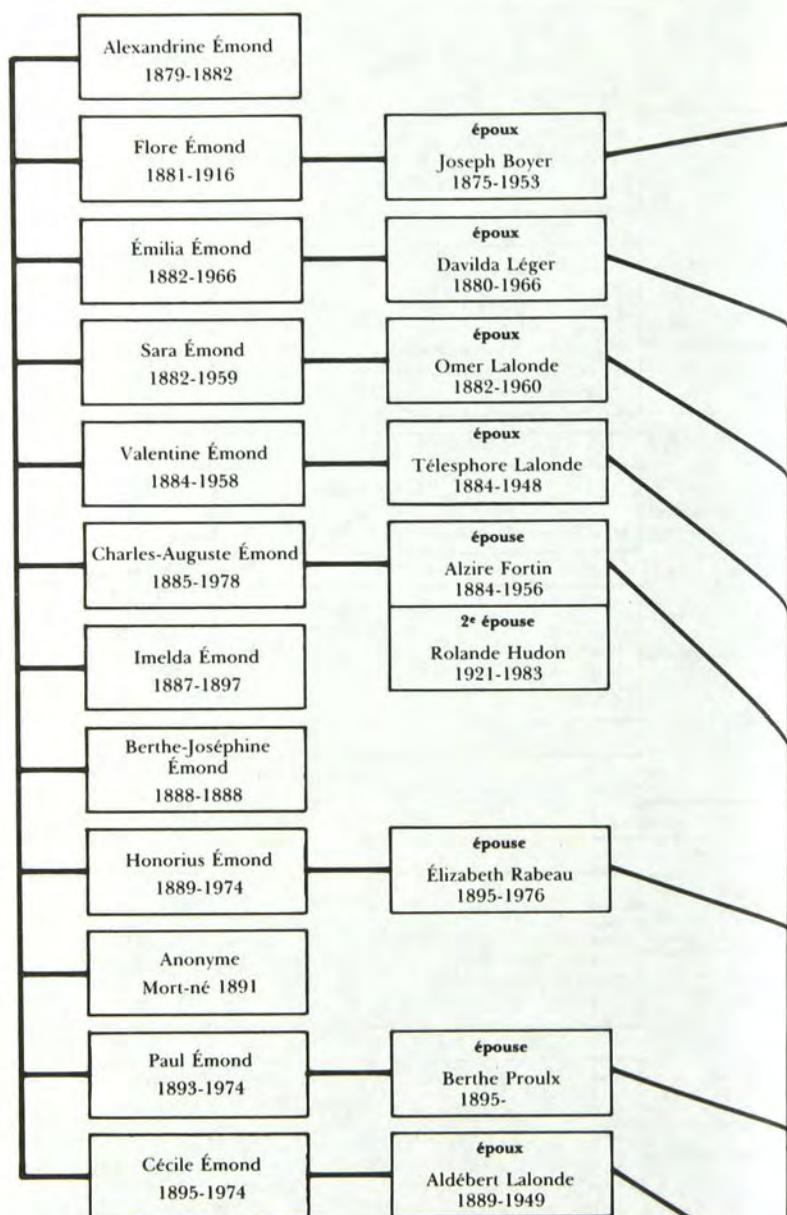 Alexandrine Émond
1879-1882
Flore Émond
1881-1916
époux
Joseph Boyer
1875-1953
Émilia Émond
1882-1966
époux
Davilda Léger
1880-1966
Sara Émond
1882-1959
époux
Omer Lalonde
1882-1960
Valentine Émond
1884-1958
époux
Télesphore Lalonde
1884-1948
Charles-Auguste Émond
1885-1978
épouse
Alzire Fortin
1884-1956
2e épouse
Rolande Hudon
1921-1983
Imelda Émond
1887-1897
Berthe-Joséphine
Émond
1888-1888
Honorius Émond
1889-1974
épouse
Élizabeth Rabeau
1895-1976
Anonyme
Mort-né 1891
Paul Émond
1893-1974
épouse
Berthe Proulx
1895-
Cécile Émond
1895-1974
époux
Aldébert Lalonde
1889-1949